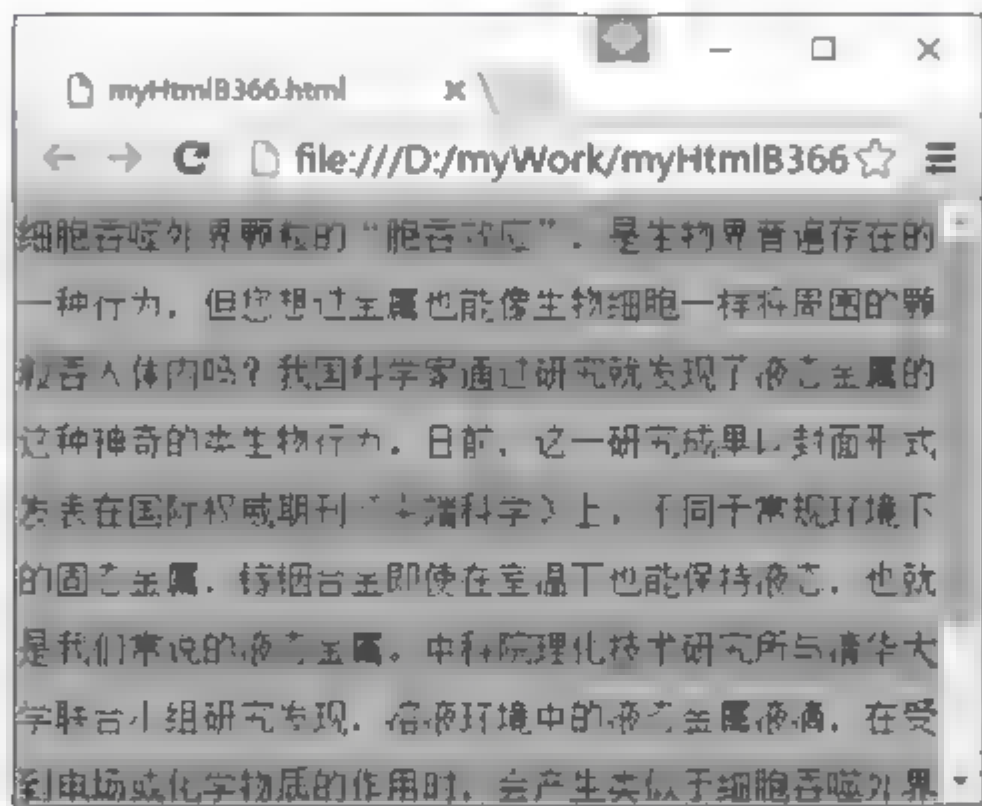 myHtmlB366.html
file:///D:/myWork/myHtmlB366
细胞吞噬外界颗粒的“胞吞效应”，是生物界普遍存在的
一种行为，但您想过金属也能像生物细胞一样将周围的颗
粒吞入体内吗？我国科学家通过研究就发现了液态金属的
这种神奇的类生物行为。日前，这一研究成果以封面形式
发表在国际权威期刊《尖端科学》上，不同于常规环境下
的固态金属，镓铟合金即使在室温下也能保持液态，也就
是我们常说的液态金属。中科院理化技术研究所与清华大
学联合小组研究发现，溶液环境中的液态金属液滴，在受
到电场或化学物质的作用时，会产生类似于细胞吞噬外界